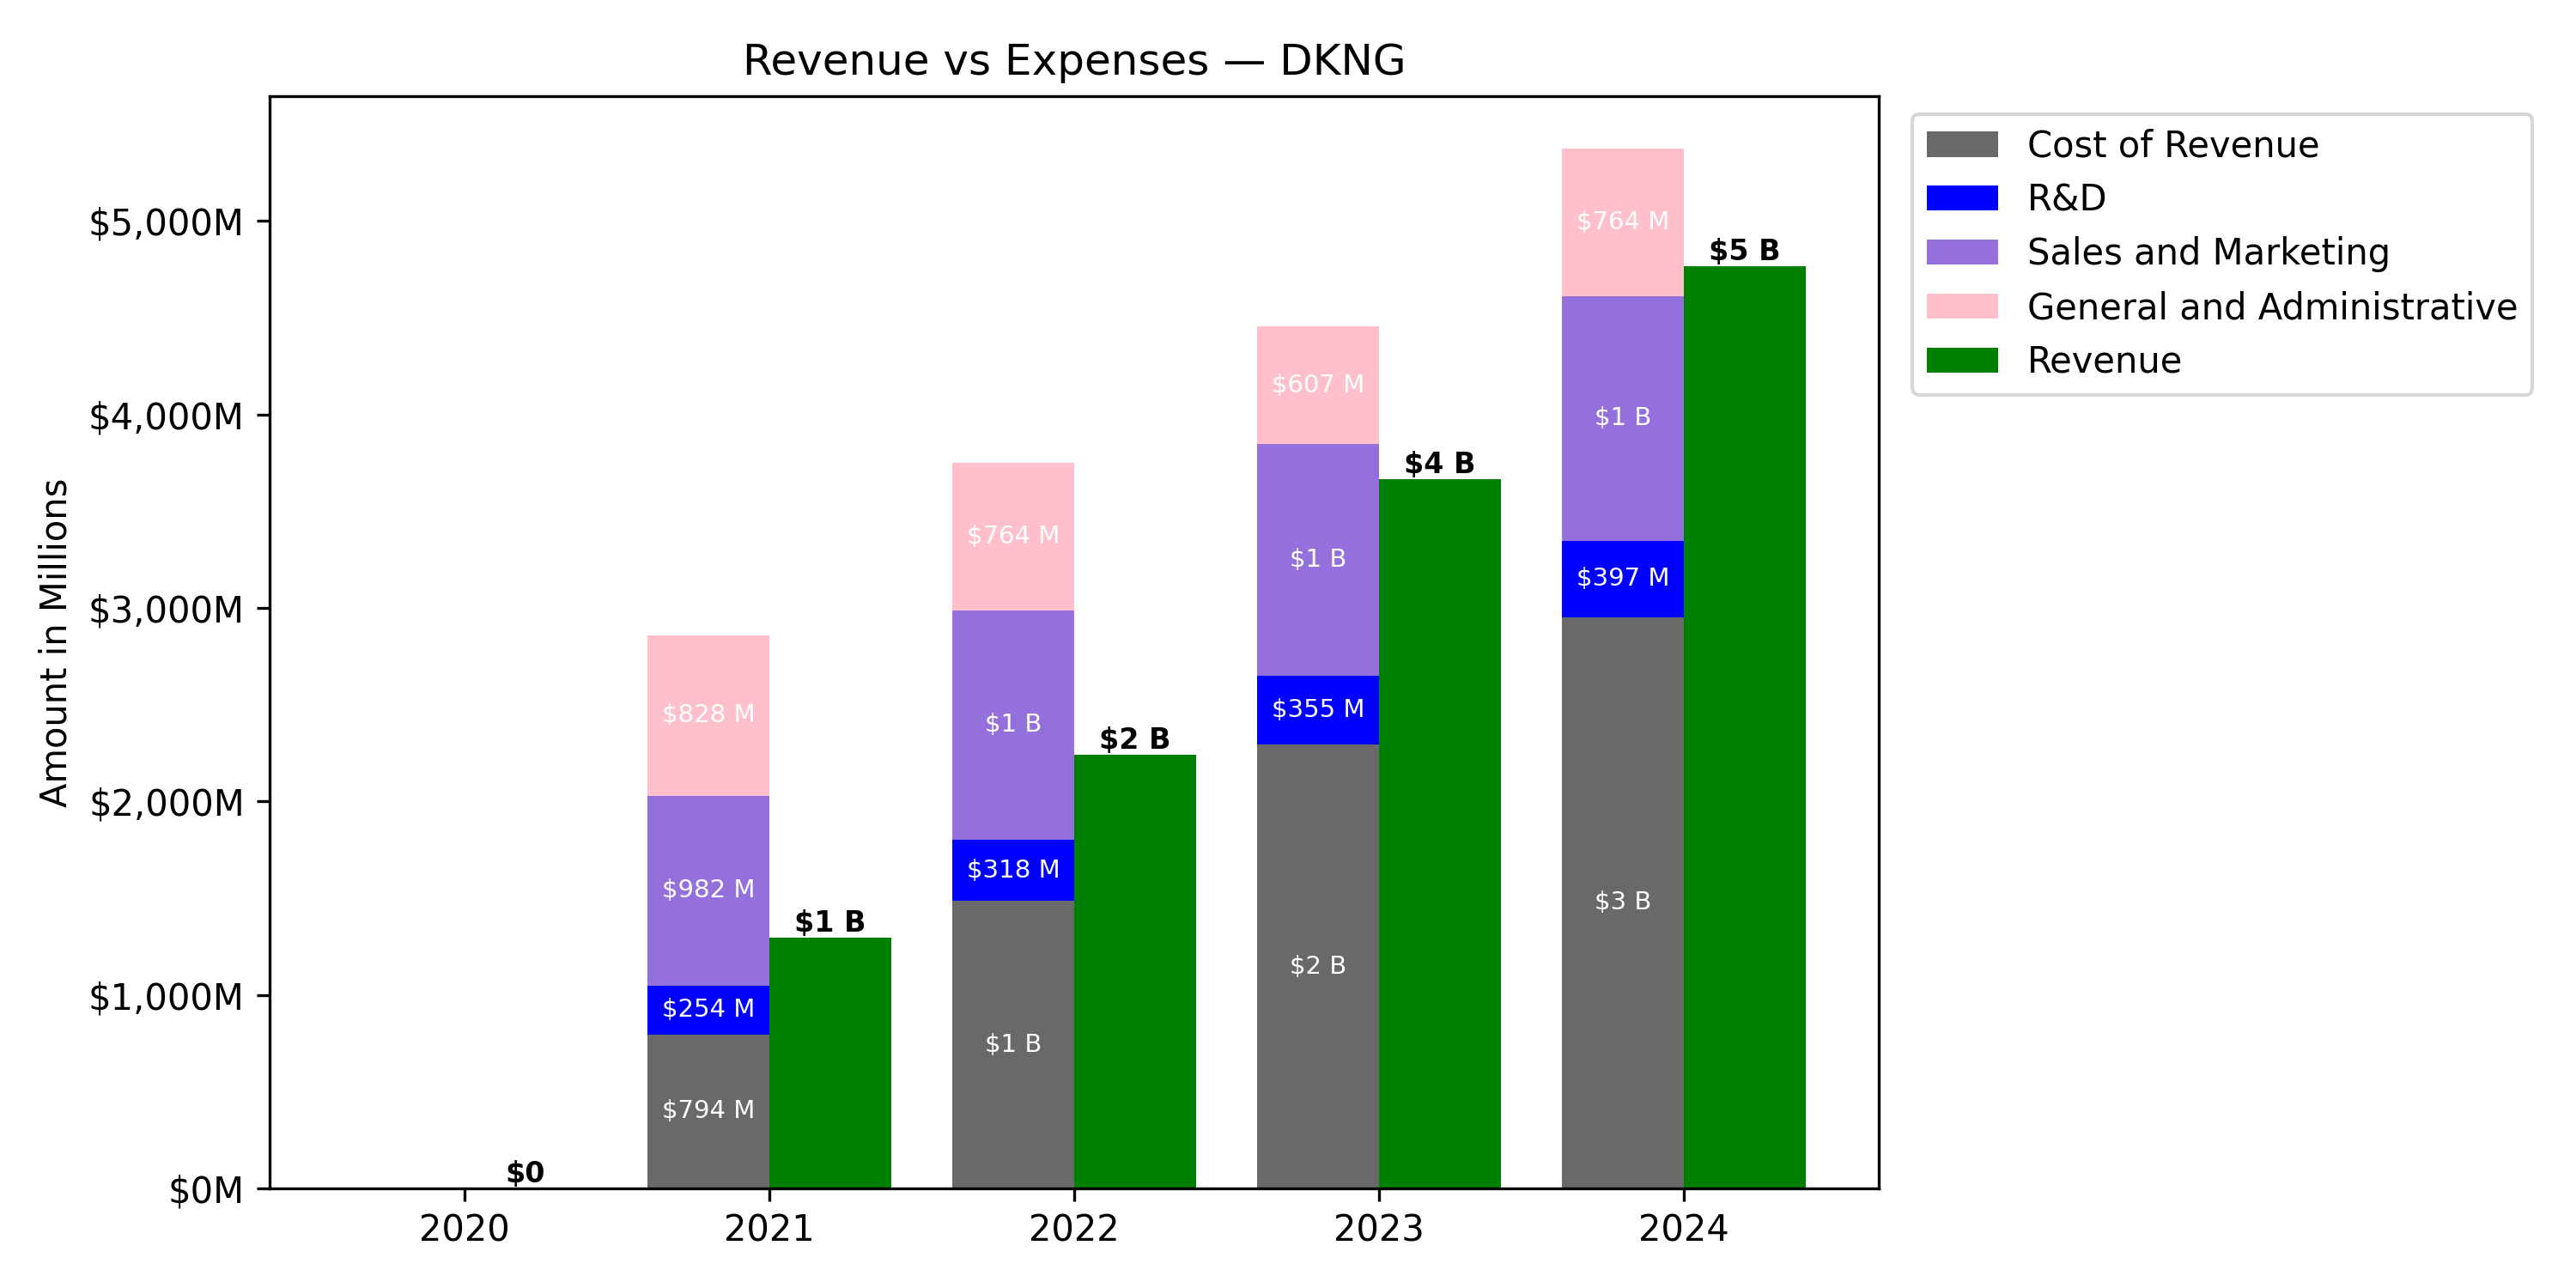 Revenue vs Expenses — DKNG
Cost of Revenue
R&D
Sales and Marketing
General and Administrative
Revenue
Amount in Millions
$5,000M
$4,000M
$3,000M
$2,000M
$1,000M
$0M
$0
$828 M
$982 M
$254 M
$794 M
$1 B
$764 M
$1 B
$318 M
$1 B
$2 B
$607 M
$1 B
$355 M
$2 B
$4 B
$764 M
$1 B
$397 M
$3 B
$5 B
2020
2021
2022
2023
2024